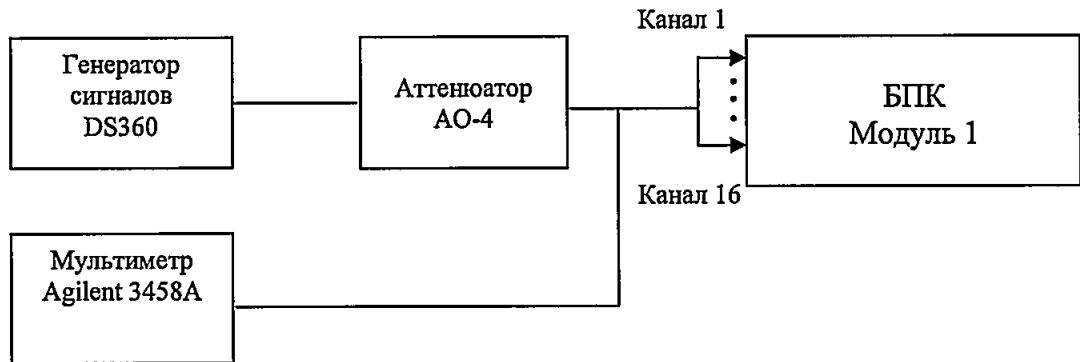 Канал 1
Генератор
сигналов
DS360
Аттенюатор
АО-4
БПК
Модуль 1
Канал 16
Мультиметр
Agilent 3458A